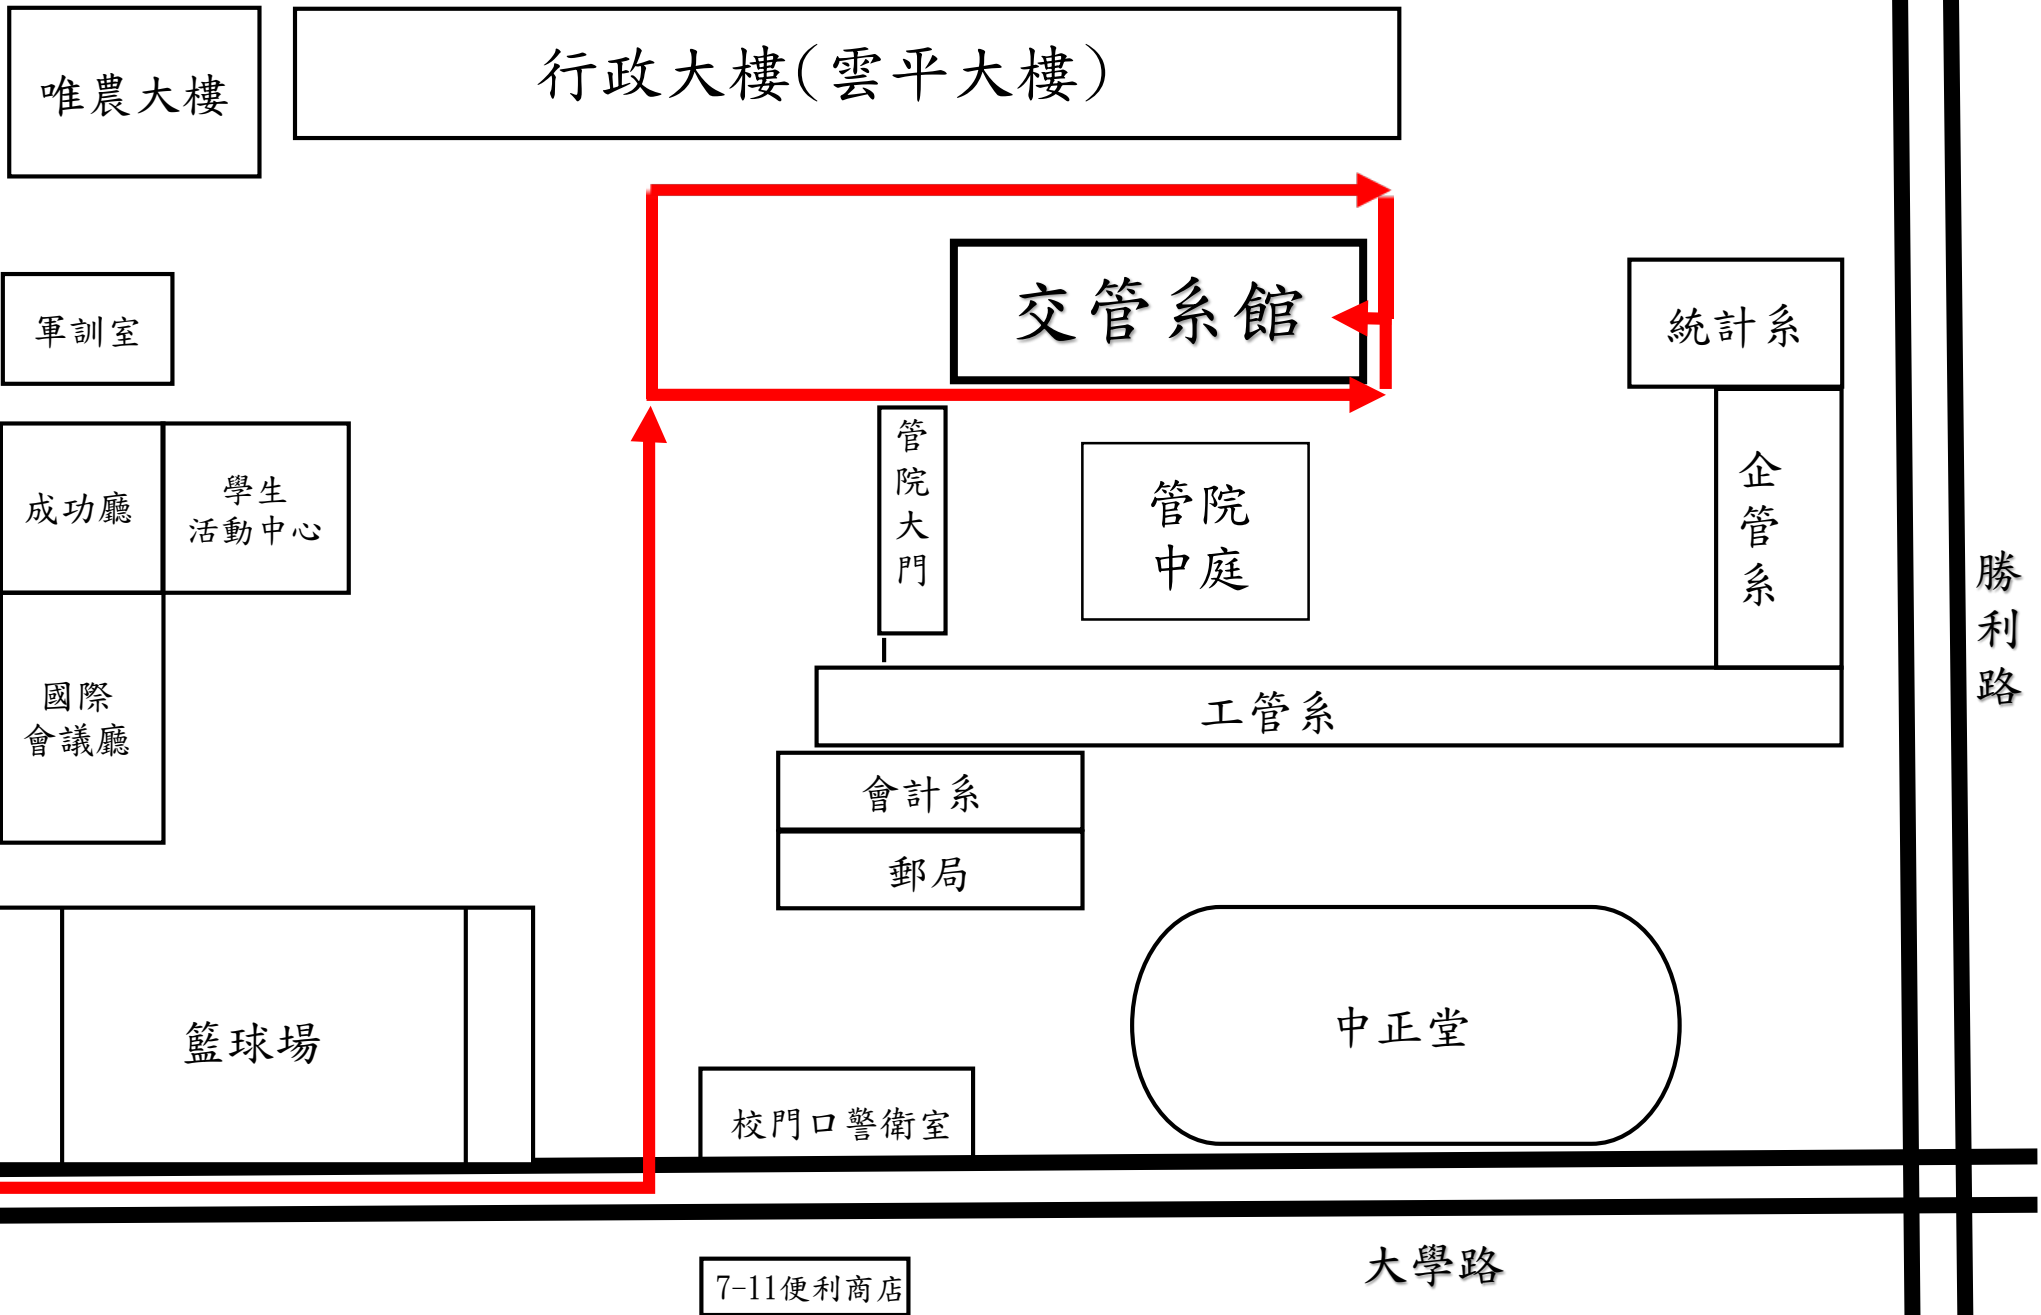 行政大樓(雲平大樓)
唯農大樓
交管系館
軍訓室
統計系
管院大門
成功廳
學生
活動中心
管院
中庭
企管系
勝利路
國際
會議廳
工管系
會計系
郵局
籃球場
中正堂
校門口警衛室
大學路
7-11便利商店